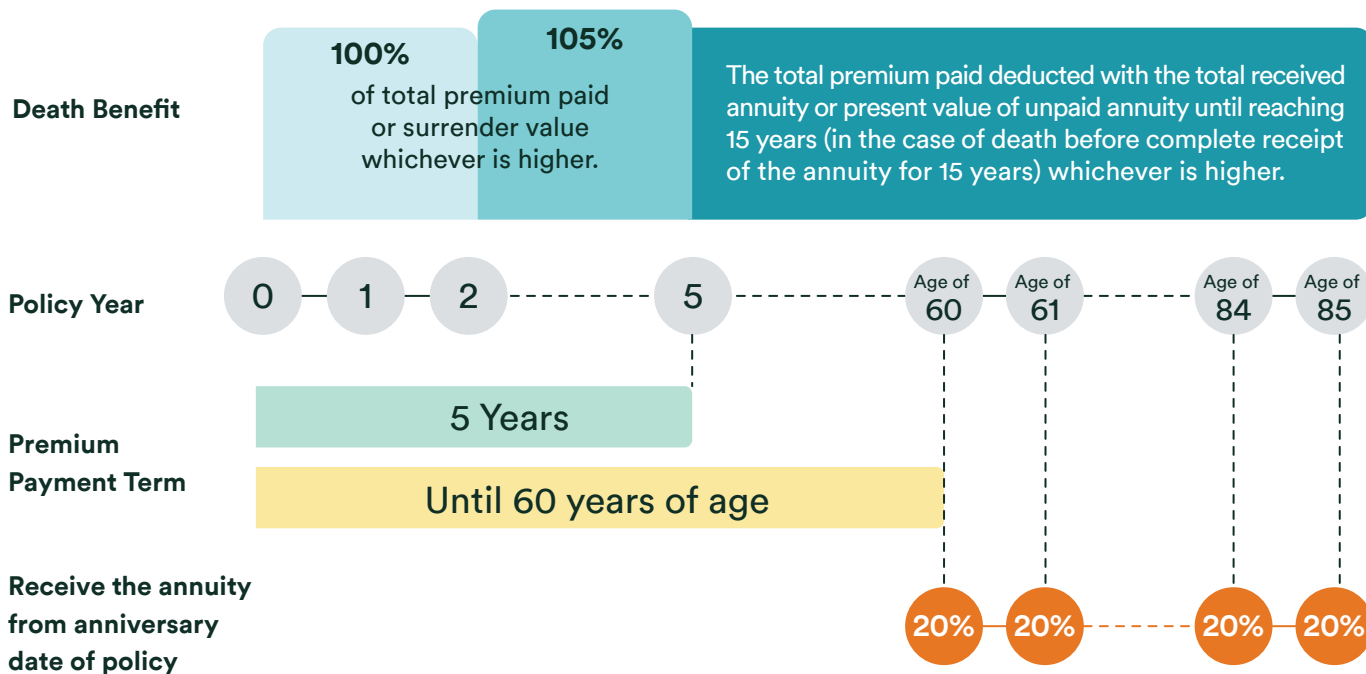 Death Benefit
100%
105%
of total premium paid
or surrender value
whichever is higher.
The total premium paid deducted with the total received
annuity or present value of unpaid annuity until reaching
15 years (in the case of death before complete receipt
of the annuity for 15 years) whichever is higher.
Policy Year
0
1
2
5
Age of
60
Age of
61
Age of
84
Age of
85
Premium
Payment Term
5 Years
Until 60 years of age
Receive the annuity
from anniversary
date of policy
20%
20%
20%
20%